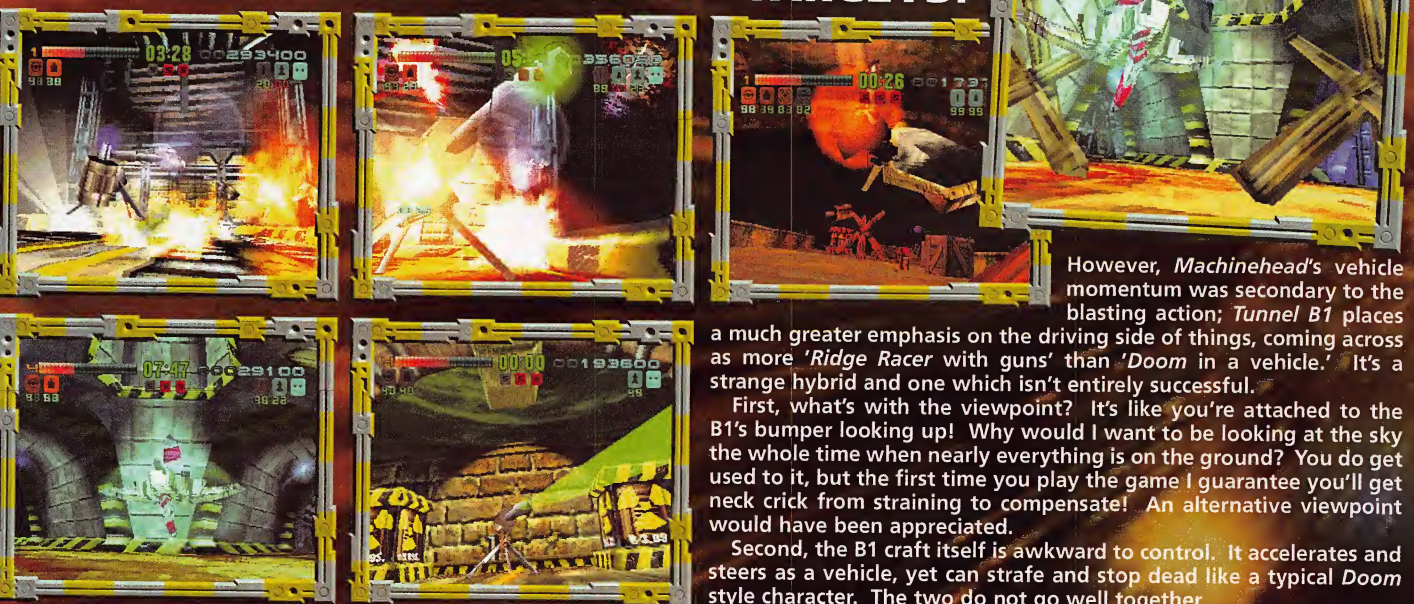 However, Machinehead's vehicle
momentum was secondary to the
blasting action; Tunnel B1 places
a much greater emphasis on the driving side of things, coming across
as more 'Ridge Racer with guns' than 'Doom in a vehicle.' It's a
strange hybrid and one which isn't entirely successful.
First, what's with the viewpoint? It's like you're attached to the
B1's bumper looking up! Why would I want to be looking at the sky
the whole time when nearly everything is on the ground? You do get
used to it, but the first time you play the game I guarantee you'll get
neck crick from straining to compensate! An alternative viewpoint
would have been appreciated.
Second, the B1 craft itself is awkward to control. It accelerates and
steers as a vehicle, yet can strafe and stop dead like a typical Doom
style character. The two do not go well together
1 03:28 00293400
05:
1 00:26
07:47 00029100
00:00 00193600